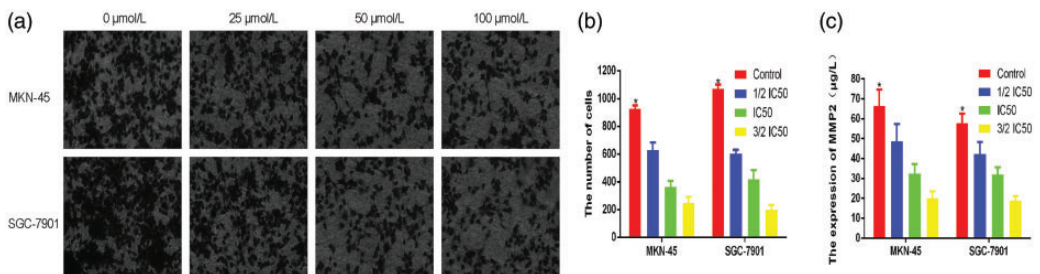 (a)
0 µmol/L 25 µmol/L 50 µmol/L 100 µmol/L
MKN-45
SGC-7901
(b)
The number of cells
1200
1000
800
600
400
200
0
*
*
Control
1/2 IC50
IC50
3/2 IC50
MKN-45 SGC-7901
(c)
The expression of MMP2（µg/L）
80
70
60
50
40
30
20
10
0
*
*
Control
1/2 IC50
IC50
3/2 IC50
MKN-45 SGC-7901